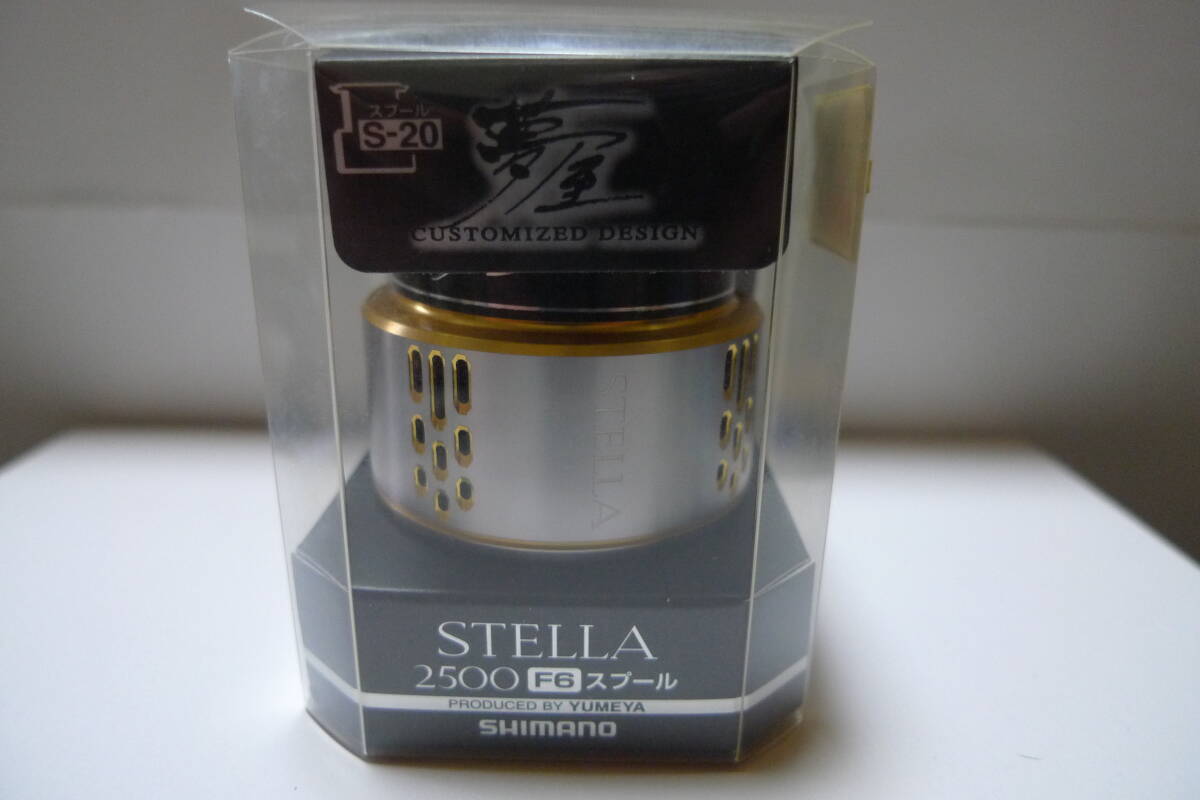 スプール
S-20
夢屋
CUSTOMIZED DESIGN
STELLA
STELLA
2500 F6 スプール
PRODUCED BY YUMEYA
SHIMANO